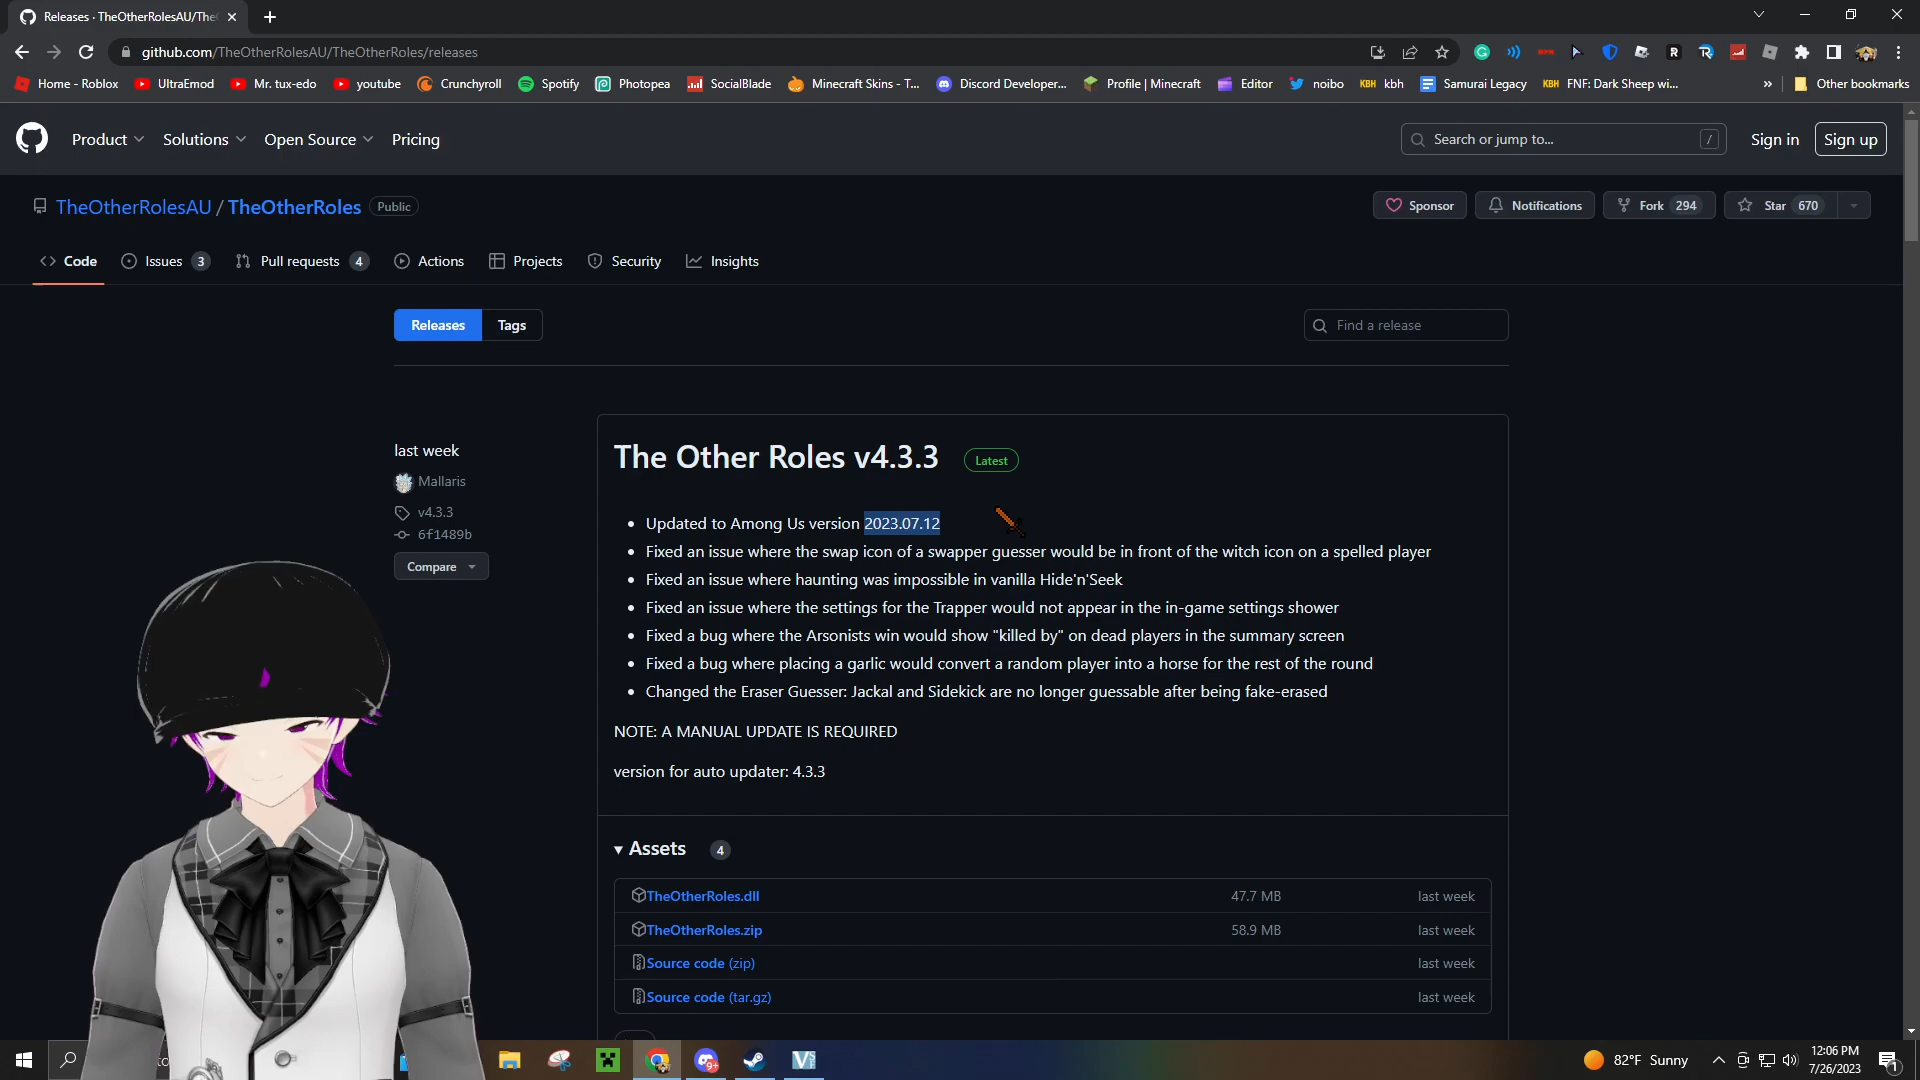 Releases · TheOtherRolesAU/The
github.com/TheOtherRolesAU/TheOtherRoles/releases
Home - Roblox
UltraEmod
Mr. tux-edo
youtube
Crunchyroll
Spotify
Photopea
SocialBlade
Minecraft Skins - T...
Discord Developer...
Profile | Minecraft
Editor
noibo
KBH kbh
Samurai Legacy
KBH FNF: Dark Sheep wi...
»
Other bookmarks
Product
Solutions
Open Source
Pricing
Search or jump to...
/
Sign in
Sign up
TheOtherRolesAU / TheOtherRoles
Public
Sponsor
Notifications
Fork 294
Star 670
Code
Issues 3
Pull requests 4
Actions
Projects
Security
Insights
Releases
Tags
Find a release
last week
Mallaris
v4.3.3
6f1489b
Compare
The Other Roles v4.3.3
Latest
• Updated to Among Us version 2023.07.12
• Fixed an issue where the swap icon of a swapper guesser would be in front of the witch icon on a spelled player
• Fixed an issue where haunting was impossible in vanilla Hide'n'Seek
• Fixed an issue where the settings for the Trapper would not appear in the in-game settings shower
• Fixed a bug where the Arsonists win would show "killed by" on dead players in the summary screen
• Fixed a bug where placing a garlic would convert a random player into a horse for the rest of the round
• Changed the Eraser Guesser: Jackal and Sidekick are no longer guessable after being fake-erased
NOTE: A MANUAL UPDATE IS REQUIRED
version for auto updater: 4.3.3
Assets 4
TheOtherRoles.dll 47.7 MB last week
TheOtherRoles.zip 58.9 MB last week
Source code (zip) last week
Source code (tar.gz) last week
82°F Sunny
12:06 PM
7/26/2023